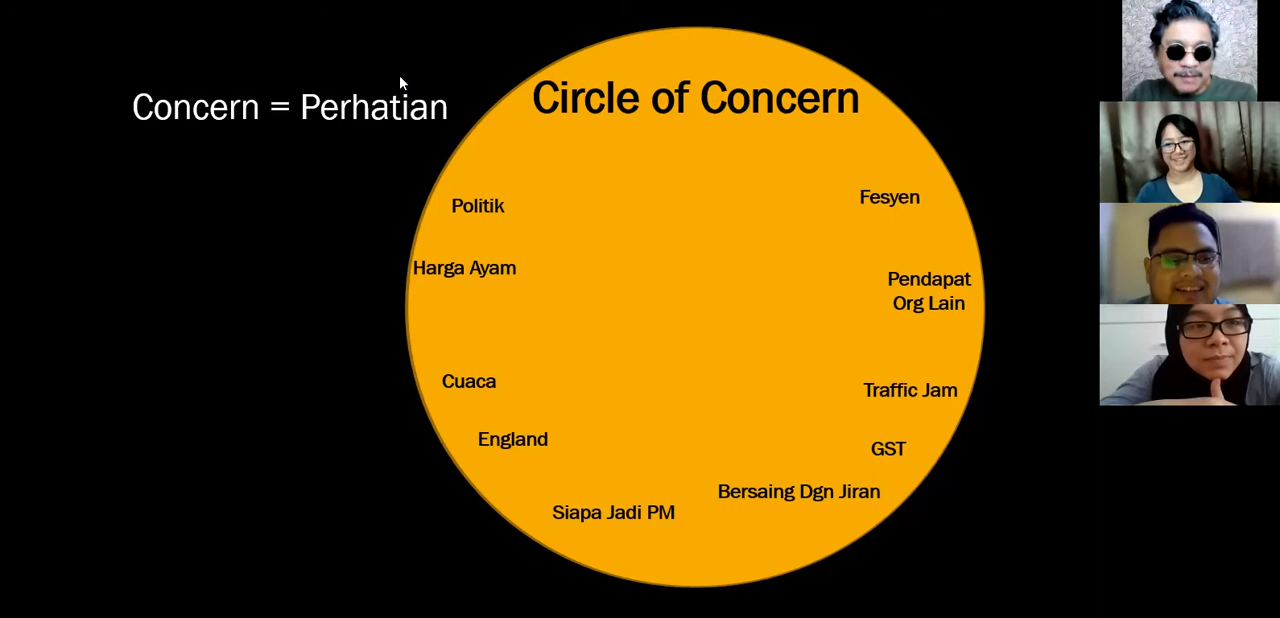 Concern = Perhatian
Circle of Concern
Politik
Fesyen
Harga Ayam
Pendapat
Org Lain
Cuaca
Traffic Jam
England
GST
Bersaing Dgn Jiran
Siapa Jadi PM